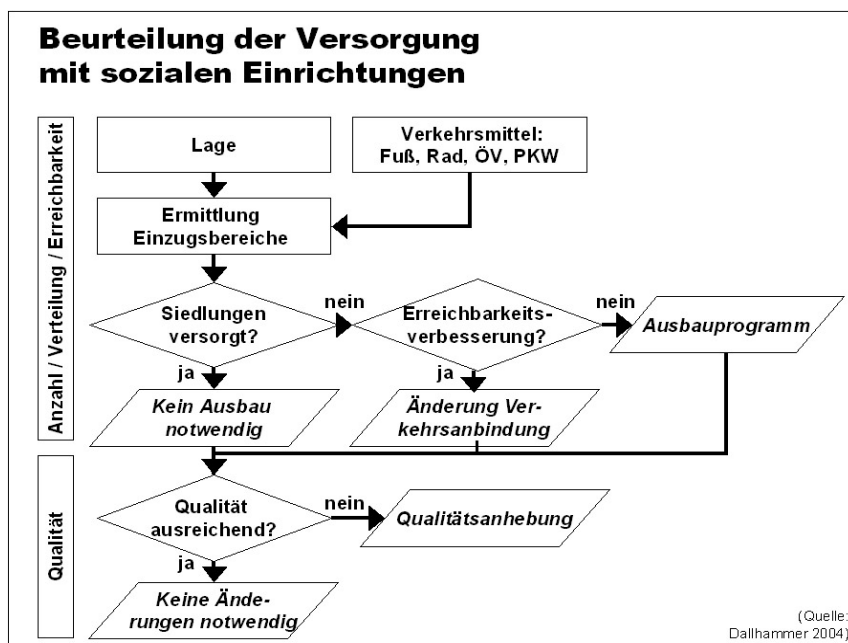 Beurteilung der Versorgung
mit sozialen Einrichtungen
Anzahl / Verteilung / Erreichbarkeit
Lage
Verkehrsmittel:
Fuß, Rad, ÖV, PKW
Ermittlung
Einzugsbereiche
Siedlungen
versorgt?
nein
Erreichbarkeits-
verbesserung?
nein
Ausbauprogramm
ja
ja
Kein Ausbau
notwendig
Änderung Ver-
kehrsanbindung
Qualität
Qualität
ausreichend?
nein
Qualitätsanhebung
ja
Keine Ände-
rungen notwendig
(Quelle:
Dallhammer 2004)